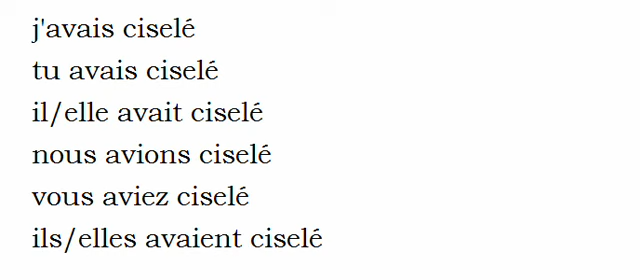 j'avais ciselé
tu avais ciselé
il/elle avait ciselé
nous avions ciselé
vous aviez ciselé
ils/elles avaient ciselé